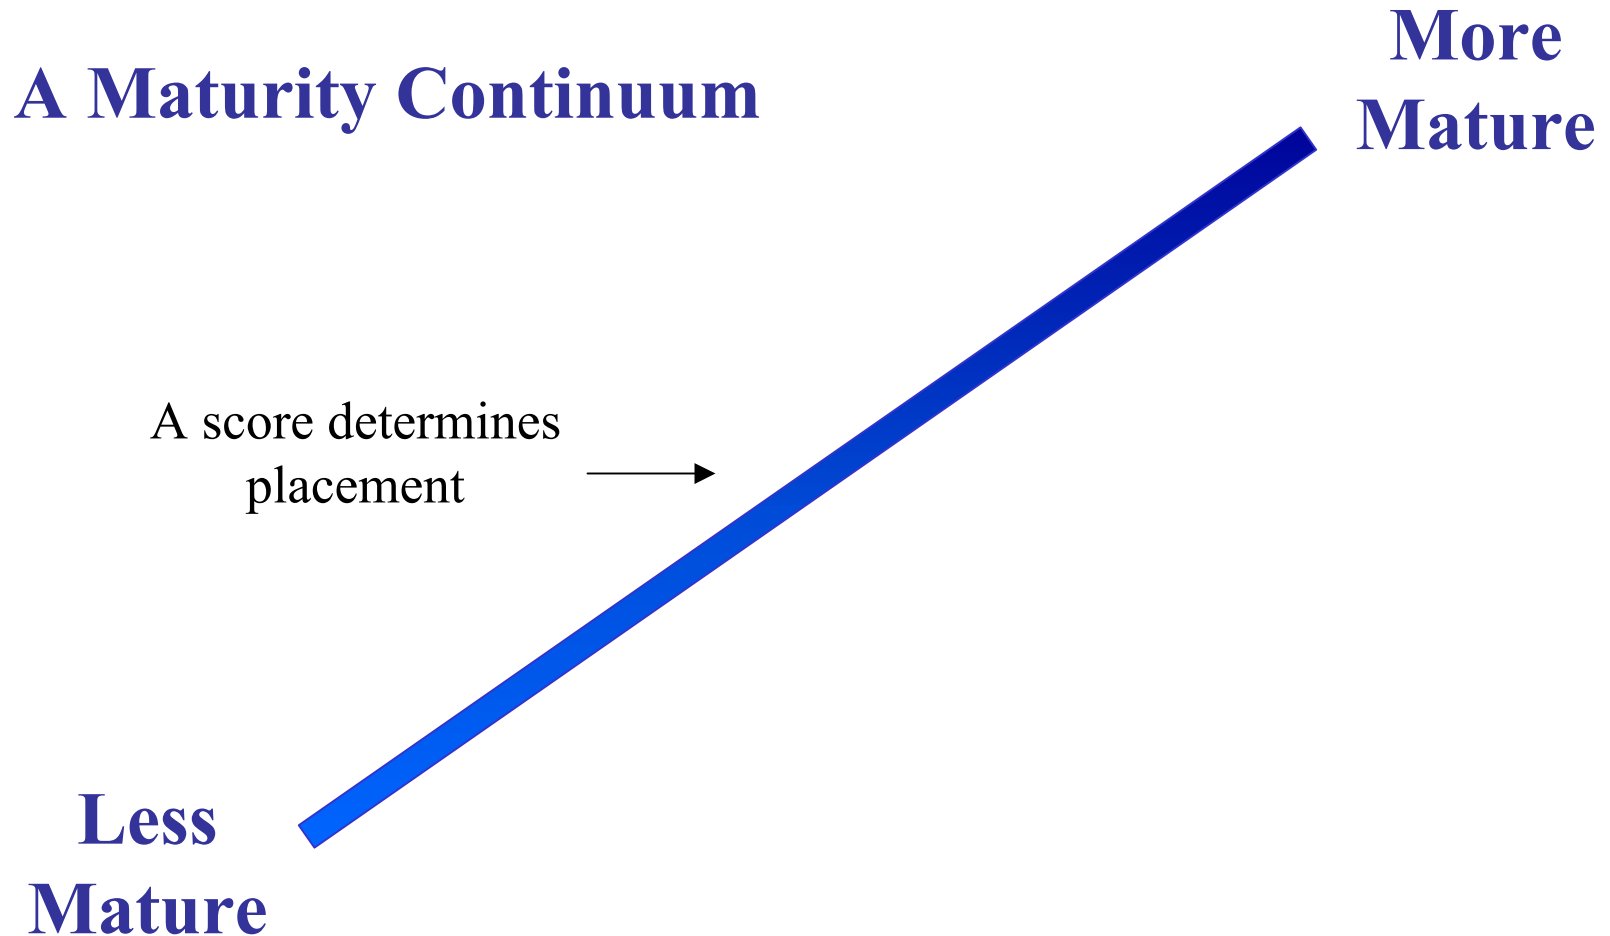 A Maturity Continuum
More
Mature
A score determines
placement
Less
Mature